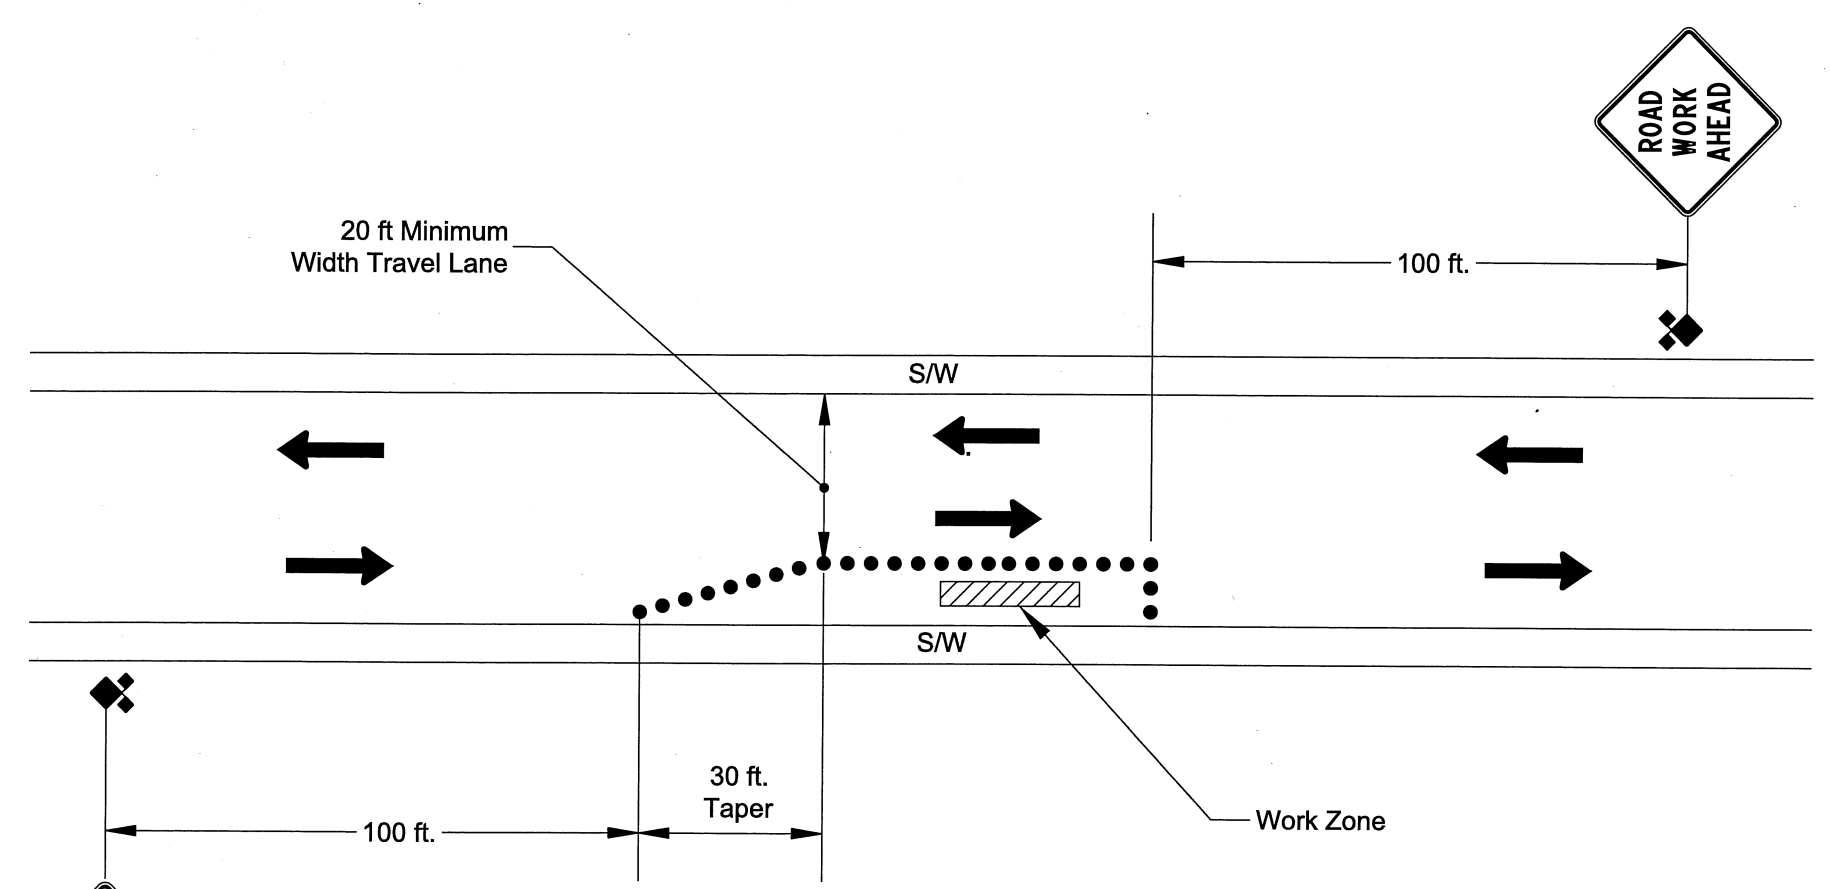 ROAD
WORK
AHEAD
20 ft Minimum
Width Travel Lane
100 ft.
S/W
S/W
30 ft.
Taper
100 ft.
Work Zone